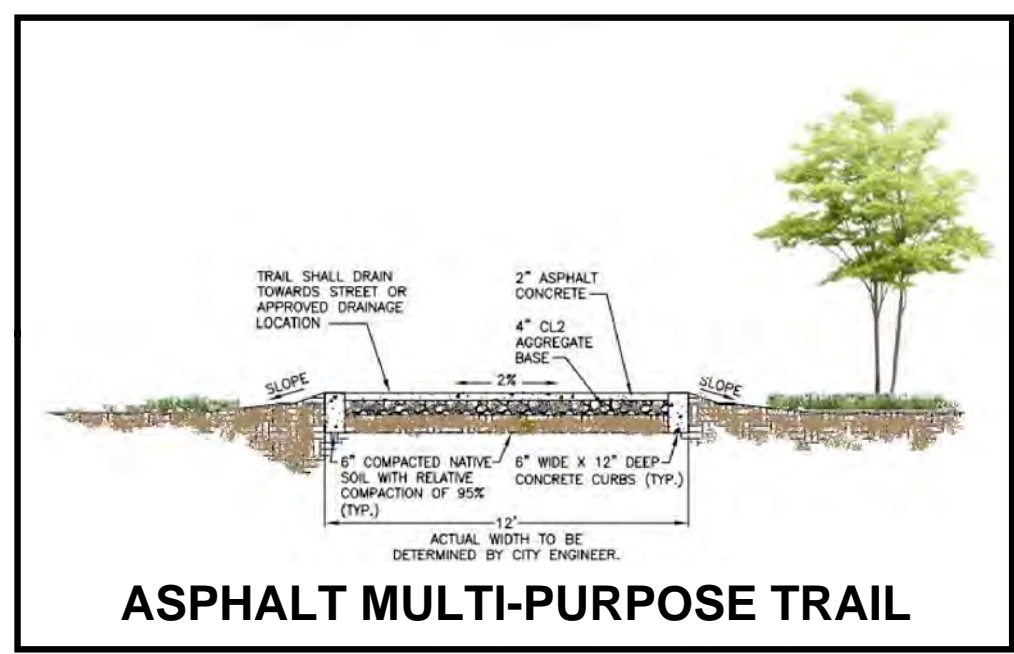 TRAIL SHALL DRAIN
TOWARDS STREET OR
APPROVED DRAINAGE
LOCATION
2" ASPHALT
CONCRETE
4" CL2
AGGREGATE
BASE
SLOPE
2%
SLOPE
6" COMPACTED NATIVE
SOIL WITH RELATIVE
COMPACTION OF 95%
(TYP.)
6" WIDE X 12" DEEP
CONCRETE CURBS (TYP.)
12'
ACTUAL WIDTH TO BE
DETERMINED BY CITY ENGINEER.
ASPHALT MULTI-PURPOSE TRAIL